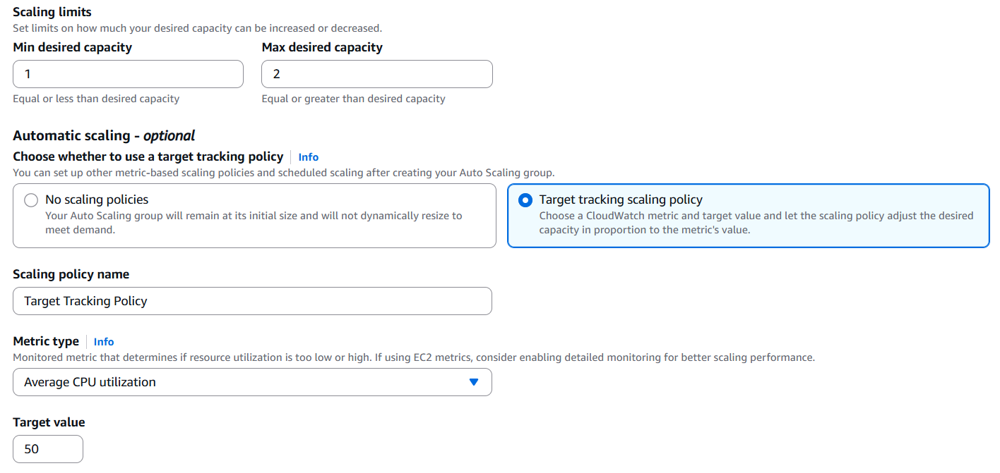 Scaling limits
Set limits on how much your desired capacity can be increased or decreased.
Min desired capacity
Max desired capacity
1
2
Equal or less than desired capacity
Equal or greater than desired capacity
Automatic scaling - optional
Choose whether to use a target tracking policy
Info
You can set up other metric-based scaling policies and scheduled scaling after creating your Auto Scaling group.
No scaling policies
Your Auto Scaling group will remain at its initial size and will not dynamically resize to
meet demand.
Target tracking scaling policy
Choose a CloudWatch metric and target value and let the scaling policy adjust the desired
capacity in proportion to the metric's value.
Scaling policy name
Target Tracking Policy
Metric type
Info
Monitored metric that determines if resource utilization is too low or high. If using EC2 metrics, consider enabling detailed monitoring for better scaling performance.
Average CPU utilization
Target value
50